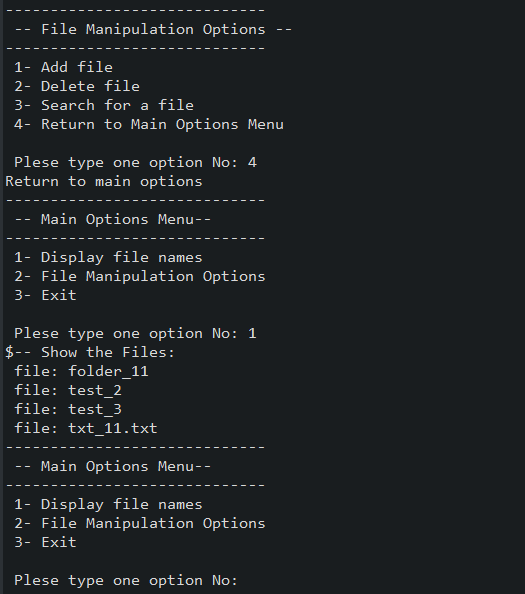 -----------------------------
-- File Manipulation Options --
-----------------------------
1- Add file
2- Delete file
3- Search for a file
4- Return to Main Options Menu
Plese type one option No: 4
Return to main options
-----------------------------
-- Main Options Menu--
-----------------------------
1- Display file names
2- File Manipulation Options
3- Exit
Plese type one option No: 1
$-- Show the Files:
file: folder_11
file: test_2
file: test_3
file: txt_11.txt
-----------------------------
-- Main Options Menu--
-----------------------------
1- Display file names
2- File Manipulation Options
3- Exit
Plese type one option No: